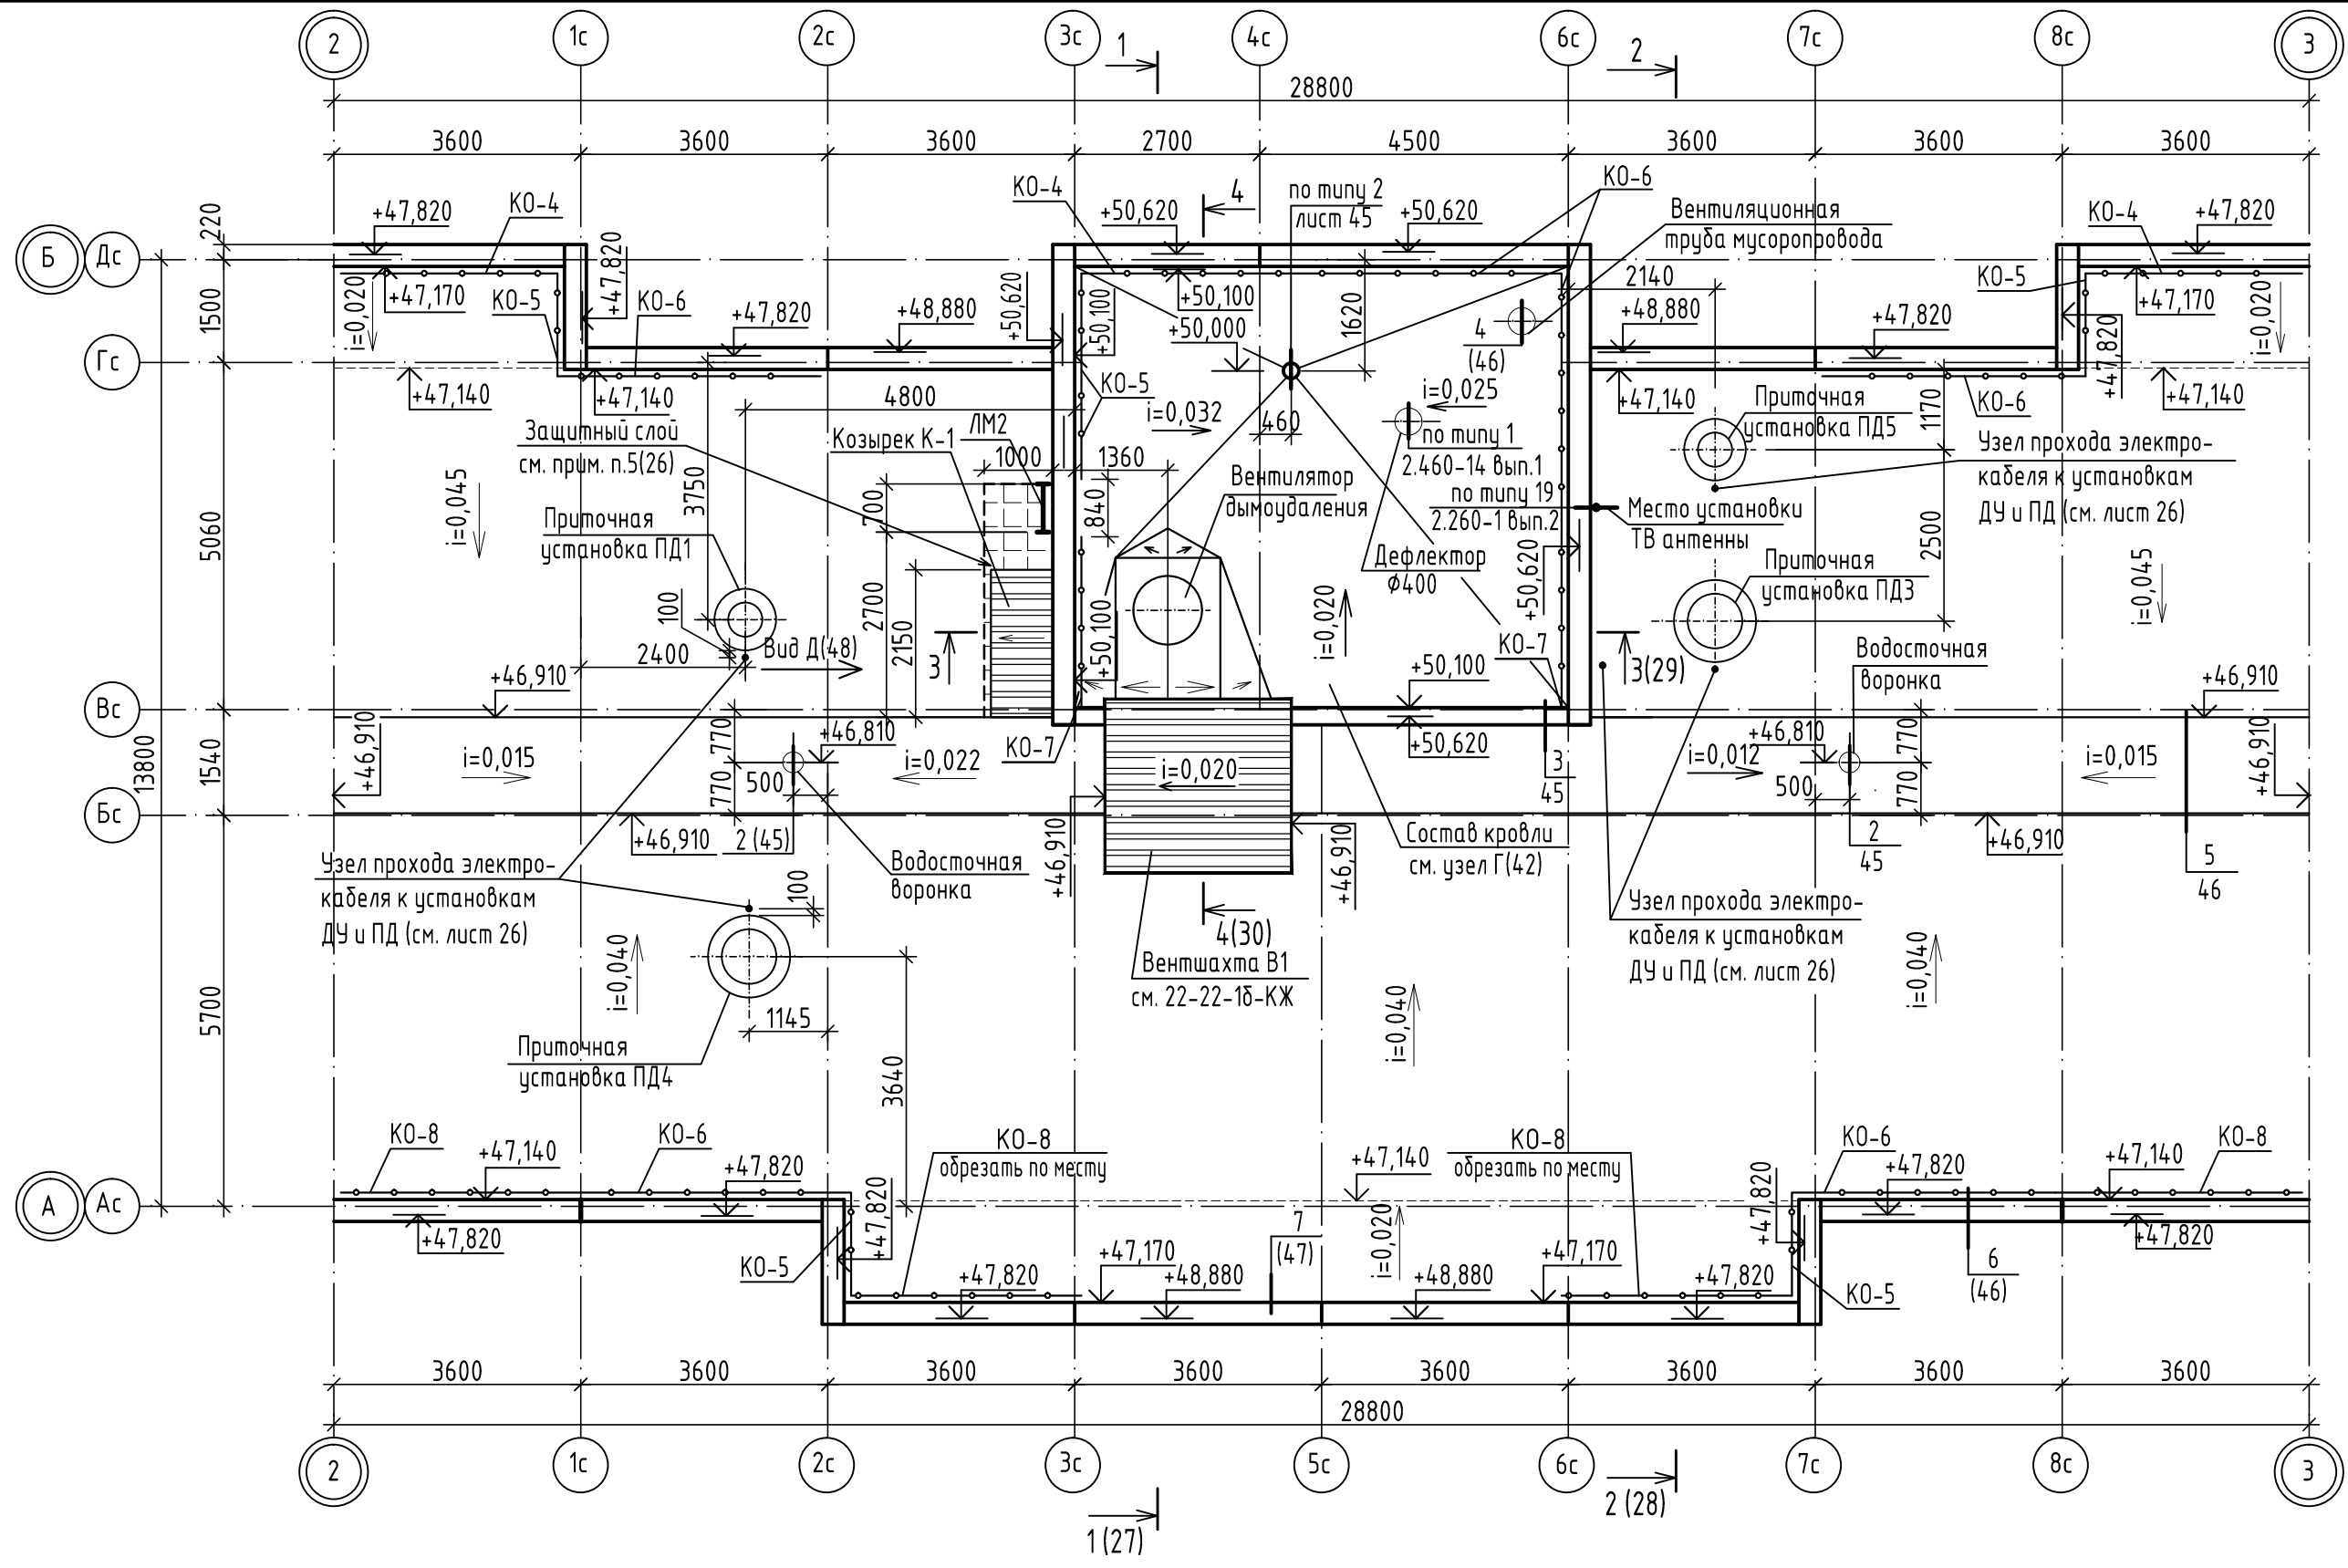 2 1с 2с 3с 4с 6с 7с 8с 3
1 2
28800
3600 3600 3600 2700 4500 3600 3600 3600
220
1500
5060
1540
5700
13800
Б Дс
Гс
Вс
Бс
А Ас
+47,820
КО-4
+47,170
i=0,020
КО-5
+47,820
КО-6
+47,820
+48,880
+47,140
+47,140
4800
КО-4
+50,620
4
по типу 2
лист 45
+50,620
КО-6
Вентиляционная
труба мусоропровода
+50,620
+50,100
+50,100
+50,000
1620
4
(46)
2140
+48,880
+47,820
КО-4
+47,820
КО-5
+47,170
i=0,020
+47,820
+47,140
+47,140
КО-6
КО-5
i=0,032
460
i=0,025
по типу 1
2.460-14 вып.1
по типу 19
2.260-1 вып.2
Приточная
установка ПД5
1170
Узел прохода электро-
кабеля к установкам
ДУ и ПД (см. лист 26)
Защитный слой
см. прим. п.5(26)
Козырек К-1
ЛМ2
1000
1360
700
840
Вентилятор
дымоудаления
Место установки
ТВ антенны
2500
i=0,045
3750
Приточная
установка ПД1
Дефлектор
ϕ400
+50,620
Приточная
установка ПД3
i=0,045
100
2700
2150
+50,100
i=0,020
2400
Вид Д(48)
3
+50,100
КО-7
3(29)
Водосточная
воронка
+46,910
+46,910
+46,910
i=0,015
770
770
+46,810
500
i=0,022
КО-7
i=0,020
+50,620
3
45
i=0,012
+46,810
500
770
770
i=0,015
+46,910
+46,910
2 (45)
+46,910
+46,910
Состав кровли
см. узел Г(42)
2
45
+46,910
5
46
Узел прохода электро-
кабеля к установкам
ДУ и ПД (см. лист 26)
Водосточная
воронка
100
4(30)
Вентшахта В1
см. 22-22-1б-КЖ
Узел прохода электро-
кабеля к установкам
ДУ и ПД (см. лист 26)
i=0,040
i=0,040
i=0,040
1145
Приточная
установка ПД4
3640
КО-8
+47,140
КО-6
+47,820
КО-8
обрезать по месту
+47,140
КО-8
обрезать по месту
КО-6
+47,820
+47,140
КО-8
+47,820
+47,820
КО-5
7
(47)
i=0,020
+47,820
+47,820
6
(46)
КО-5
+47,820
+47,170
+48,880
+48,880
+47,170
+47,820
3600 3600 3600 3600 3600 3600 3600 3600
28800
2 1с 2с 3с 5с 6с 7с 8с 3
1 (27)
2 (28)